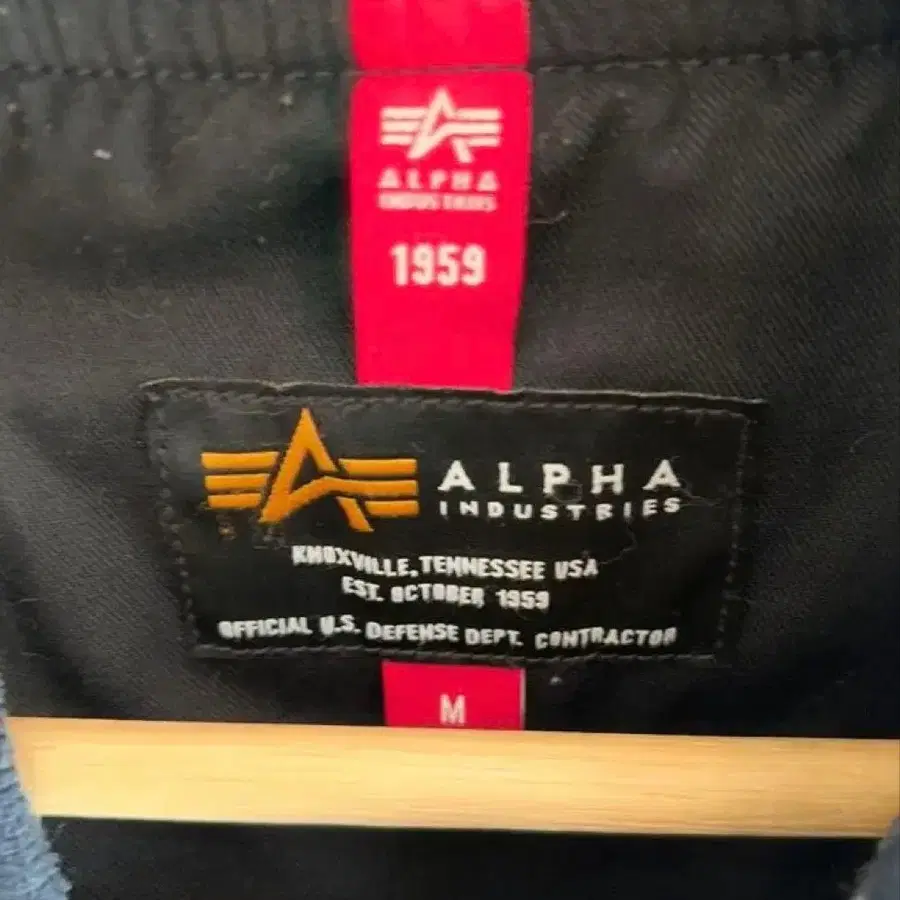 ALPHA
INDUSTRIES
1959
ALPHA
INDUSTRIES
KNOXVILLE, TENNESSEE USA
EST. OCTOBER 1959
OFFICIAL U.S. DEFENSE DEPT. CONTRACTOR
M